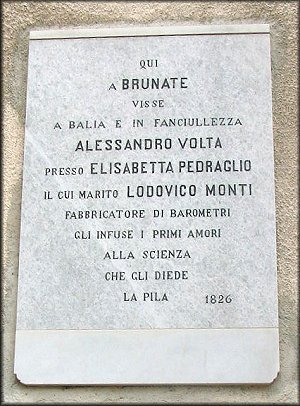 QUI
A BRUNATE
VISSE
A BALIA E IN FANCIULLEZZA
ALESSANDRO VOLTA
PRESSO ELISABETTA PEDRAGLIO
IL CUI MARITO LODOVICO MONTI
FABBRICATORE DI BAROMETRI
GLI INFUSE I PRIMI AMORI
ALLA SCIENZA
CHE GLI DIEDE
LA PILA 1826